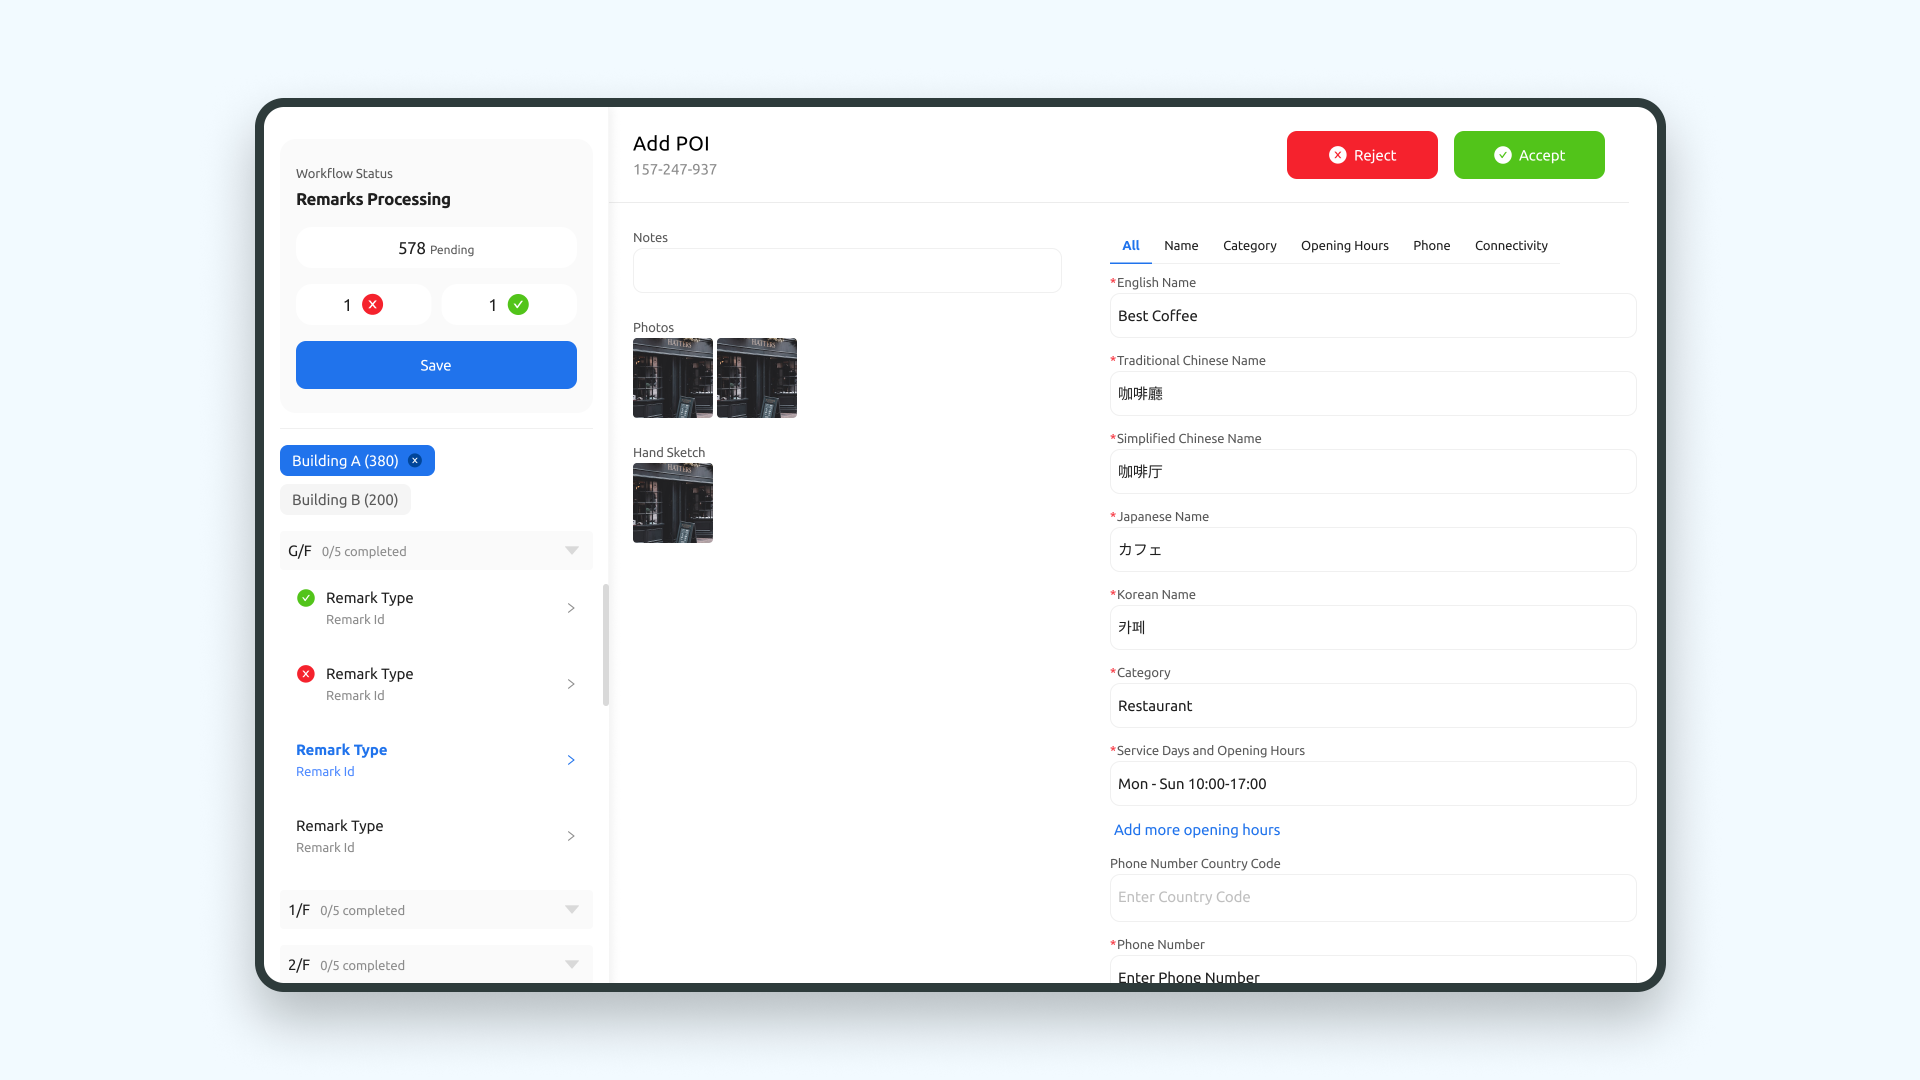 Workflow Status
Remarks Processing
578 Pending
1
1
Save
Building A (380)
Building B (200)
G/F 0/5 completed
Remark Type
Remark Id
Remark Type
Remark Id
Remark Type
Remark Id
Remark Type
Remark Id
1/F 0/5 completed
2/F 0/5 completed
Add POI
157-247-937
Reject
Accept
Notes
Photos
Hand Sketch
All Name Category Opening Hours Phone Connectivity
*English Name
Best Coffee
*Traditional Chinese Name
咖啡廳
*Simplified Chinese Name
咖啡厅
*Japanese Name
カフェ
*Korean Name
카페
*Category
Restaurant
*Service Days and Opening Hours
Mon - Sun 10:00-17:00
Add more opening hours
Phone Number Country Code
Enter Country Code
*Phone Number
Enter Phone Number